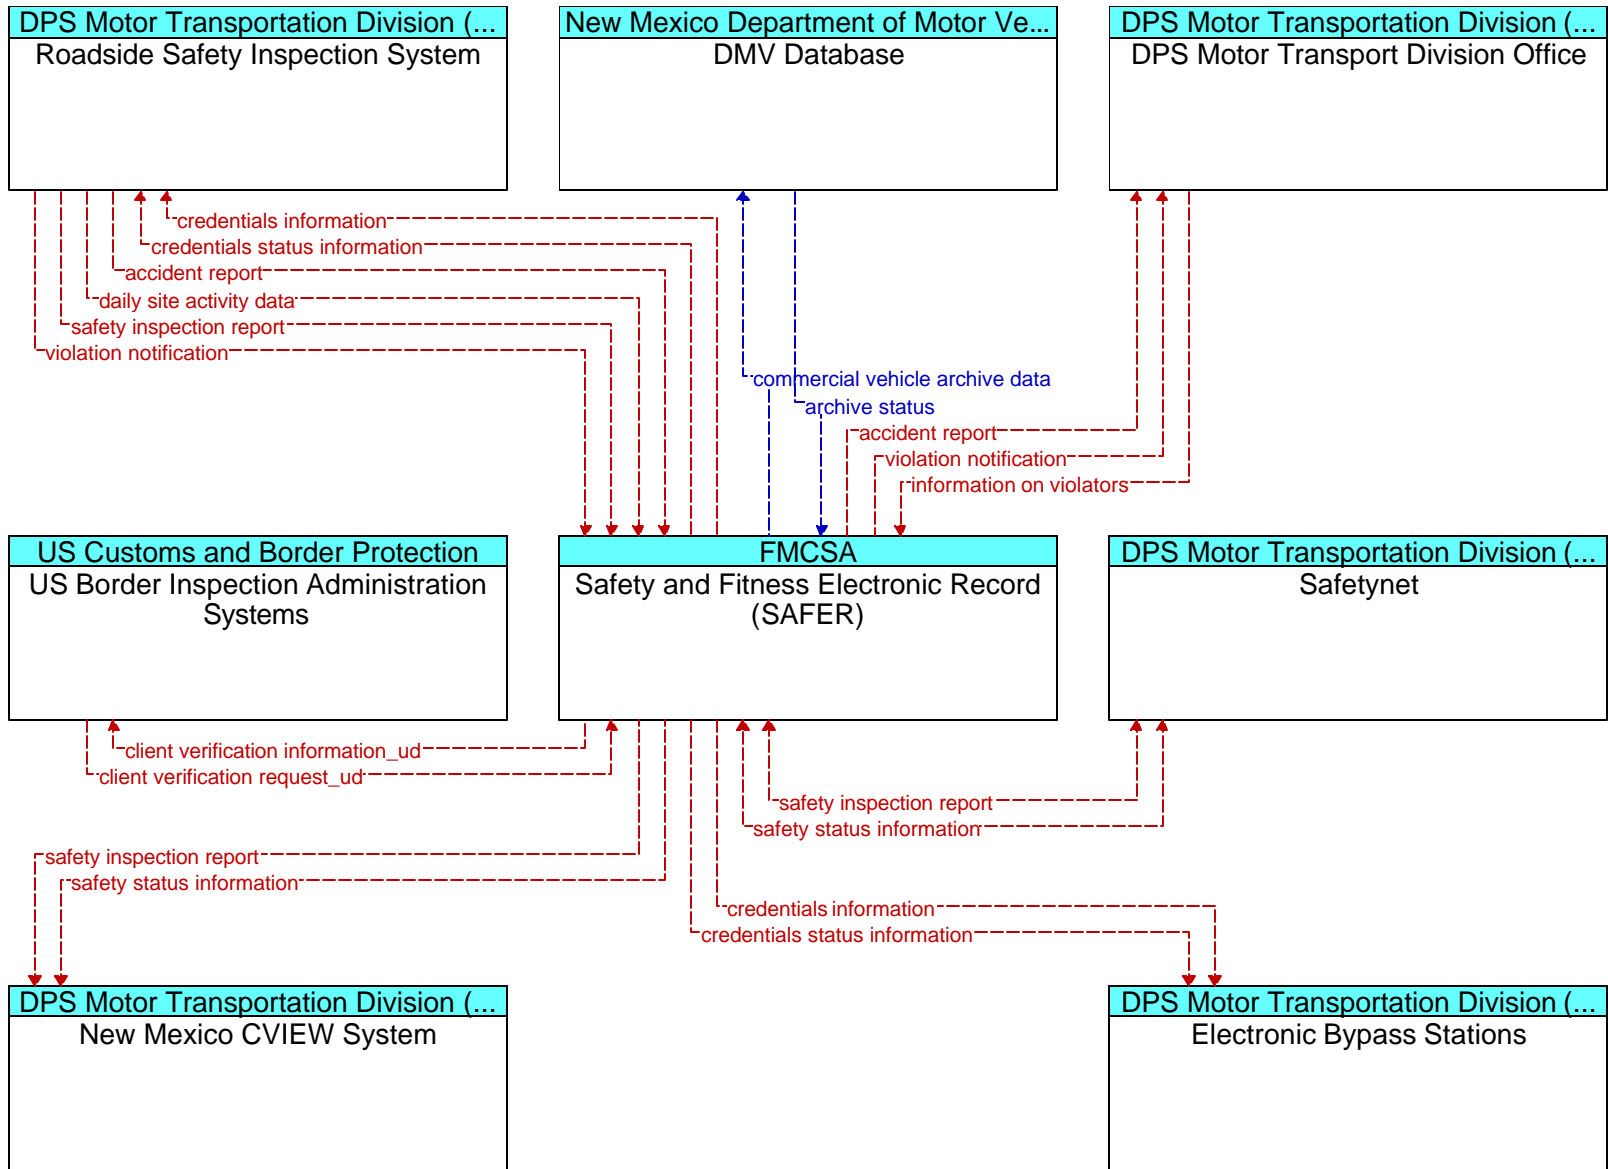 DPS Motor Transportation Division (...
Roadside Safety Inspection System
New Mexico Department of Motor Ve...
DMV Database
DPS Motor Transportation Division (...
DPS Motor Transport Division Office
credentials information
credentials status information
accident report
daily site activity data
safety inspection report
violation notification
commercial vehicle archive data
archive status
accident report
violation notification
information on violators
US Customs and Border Protection
US Border Inspection Administration
Systems
FMCSA
Safety and Fitness Electronic Record
(SAFER)
DPS Motor Transportation Division (...
Safetynet
client verification information_ud
client verification request_ud
safety inspection report
safety status information
safety inspection report
safety status information
credentials information
credentials status information
DPS Motor Transportation Division (...
New Mexico CVIEW System
DPS Motor Transportation Division (...
Electronic Bypass Stations